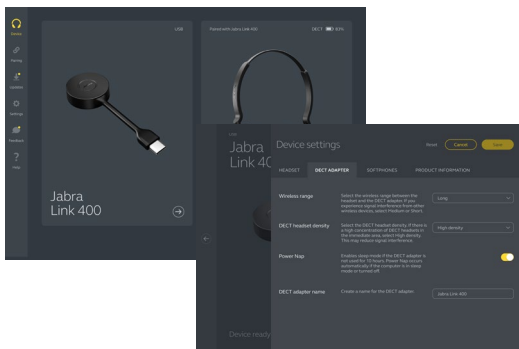 USB
Paired with Jabra Link 400
DECT 83%
Device
Pairing
Updates
Settings
Feedback
Help
Jabra
Link 400
Jabra
Link 40
Device ready
Device settings
Reset
Cancel
Save
HEADSET
DECT ADAPTER
SOFTPHONES
PRODUCT INFORMATION
Wireless range
Select the wireless range between the
headset and the DECT adapter. If you
experience signal interference from other
wireless devices, select Medium or Short.
Long
DECT headset density
Select the DECT headset density. If there is
a high concentration of DECT headsets in
the immediate area, select High density.
This may reduce signal interference.
High density
Power Nap
Enables sleep-mode if the DECT adapter is
not used for 10 hours. Power Nap occurs
automatically if the computer is in sleep
mode or turned off.
DECT adapter name
Create a name for the DECT adapter.
Jabra Link 400